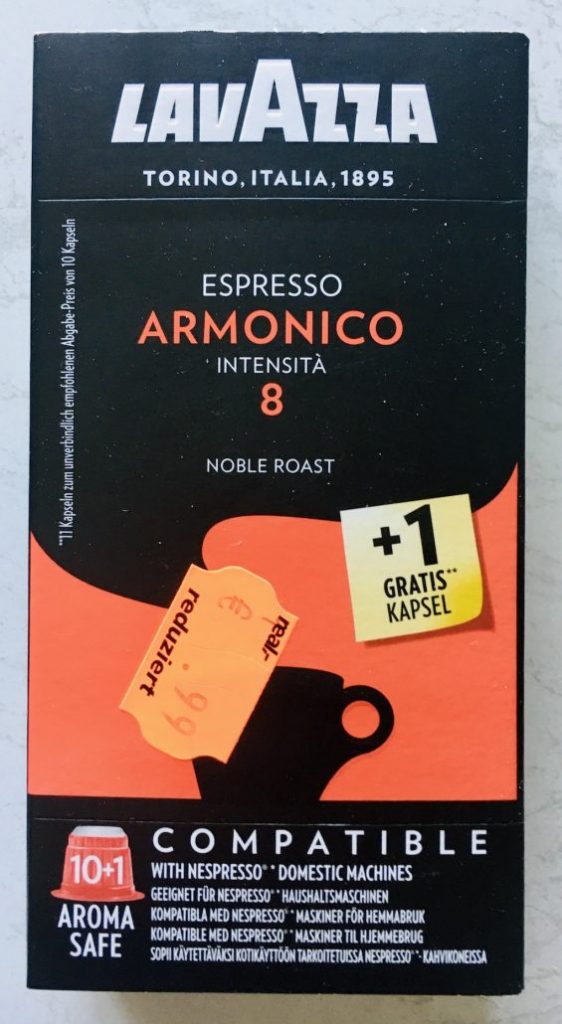 LAVAZZA
TORINO, ITALIA, 1895
**11 Kapseln zum unverbindlich empfohlenen Abgabe-Preis von 10 Kapseln
ESPRESSO
ARMONICO
INTENSITÀ
8
NOBLE ROAST
+1
GRATIS**
KAPSEL
real,-
reduziert
€ .99
10+1
AROMA
SAFE
COMPATIBLE
WITH NESPRESSO®* DOMESTIC MACHINES
GEEIGNET FÜR NESPRESSO®* HAUSHALTSMASCHINEN
KOMPATIBLA MED NESPRESSO®* MASKINER FÖR HEMMABRUK
KOMPATIBLE MED NESPRESSO®* MASKINER TIL HJEMMEBRUG
SOPII KÄYTETTÄVÄKSI KOTIKÄYTTÖÖN TARKOITETUISSA NESPRESSO®*- KAHVIKONEISSA